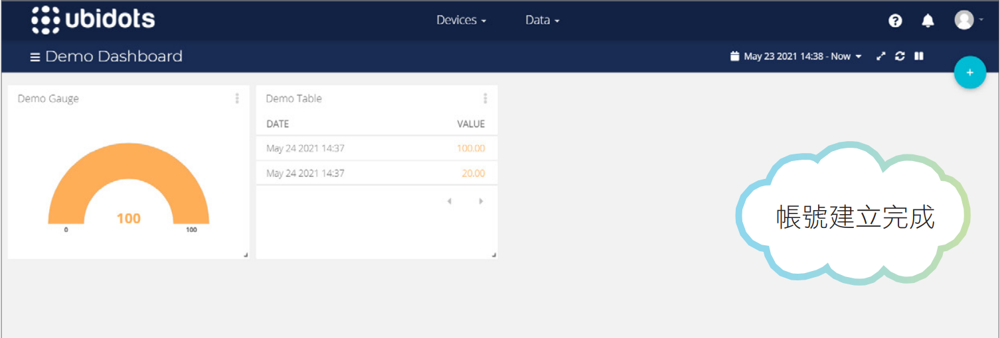 ubidots
Devices
Data
Demo Dashboard
May 23 2021 14:38 - Now
Demo Gauge
100
0
100
Demo Table
DATE VALUE
May 24 2021 14:37 100.00
May 24 2021 14:37 20.00
帳號建立完成